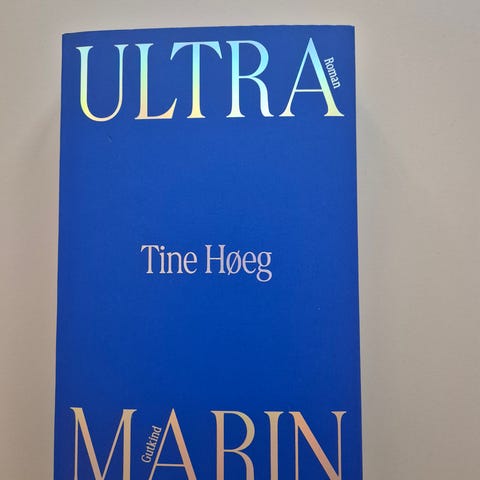 ULTRA
Roman
Tine Høeg
Gutkind
MARIN